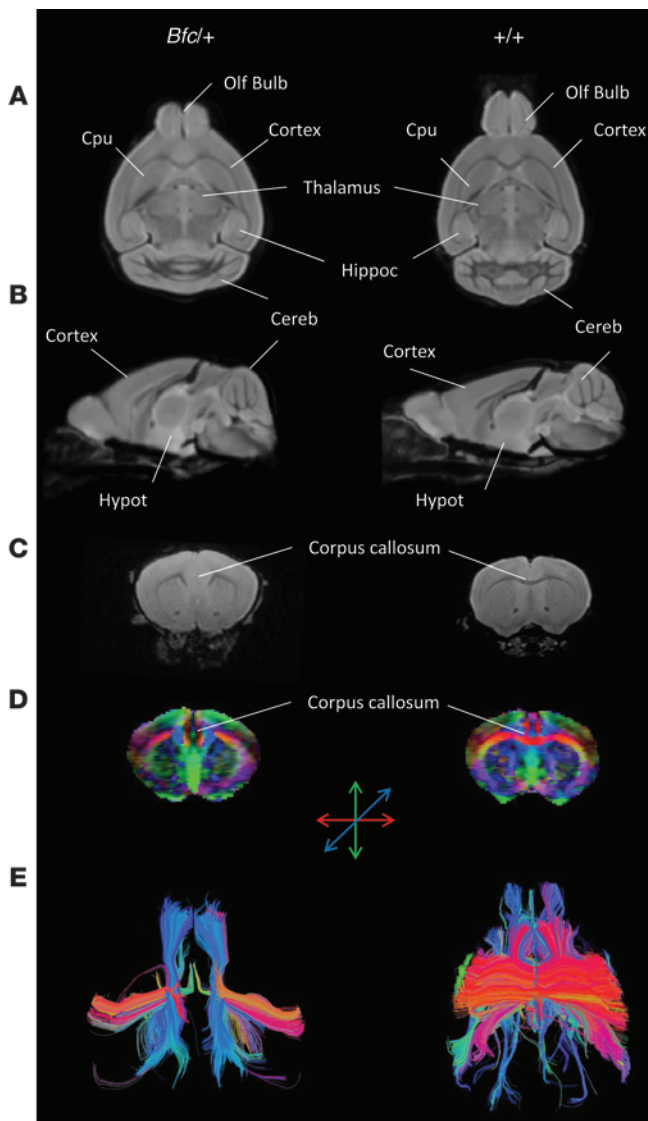 Bfc/+ +/+
A
Olf Bulb
Olf Bulb
Cpu Cortex Cpu Cortex
Thalamus
Hippoc
B
Cereb
Cereb
Cortex
Cortex
Hypot Hypot
C
Corpus callosum
D
Corpus callosum
E